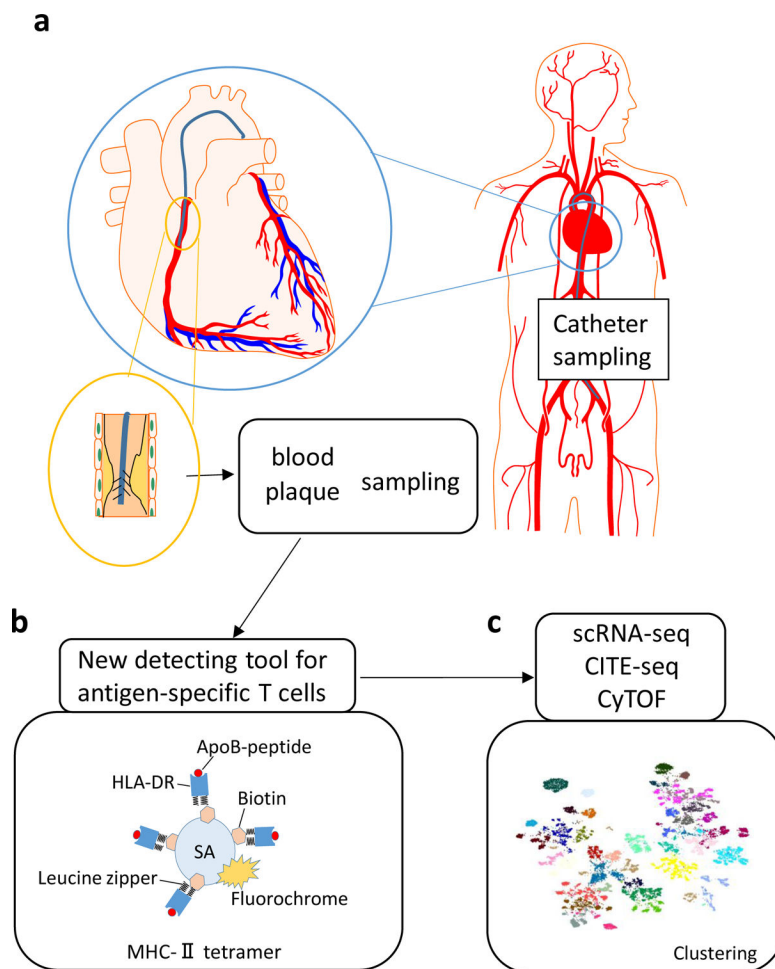 a
Catheter
sampling
blood
plaque
sampling
b
New detecting tool for
antigen-specific T cells
ApoB-peptide
HLA-DR
Biotin
SA
Leucine zipper
Fluorochrome
MHC-Ⅱ tetramer
c
scRNA-seq
CITE-seq
CyTOF
Clustering